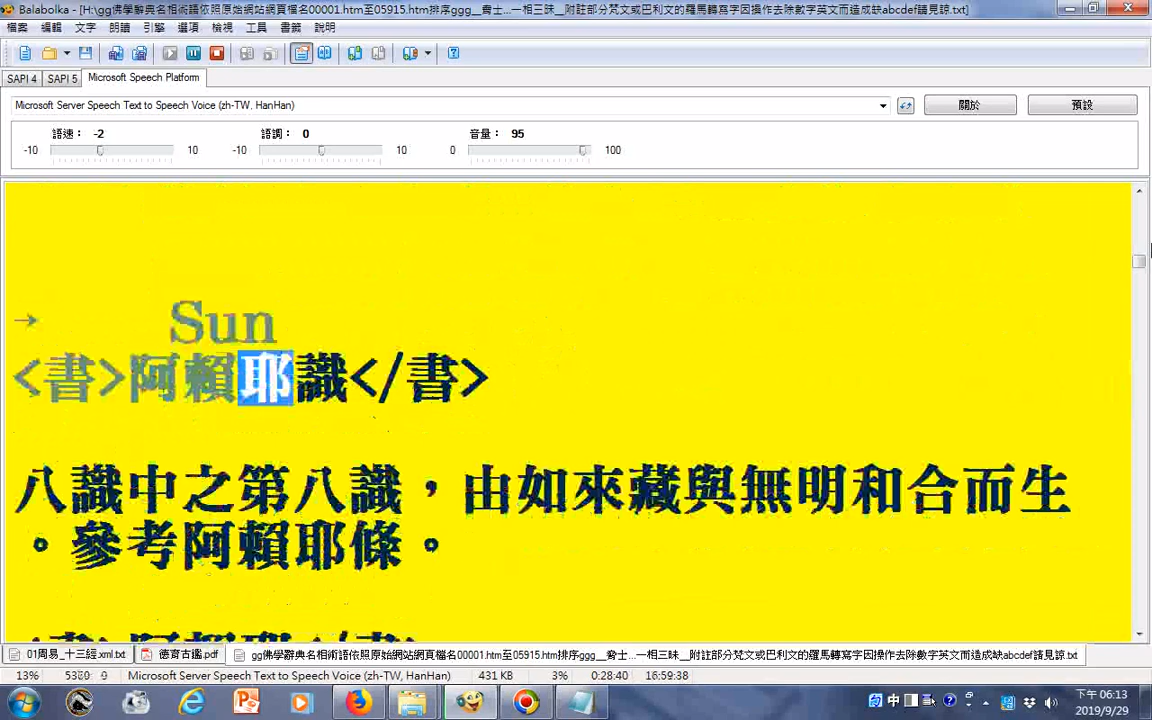 Balabolka - [H:\gg佛學辭典名相術語依照原始網站網頁檔名00001.htm至05915.htm排序ggg__脅士...一相三昧__附註部分梵文或巴利文的羅馬轉寫字因操作去除數字英文而造成缺abcdef請見諒.txt]
檔案 編輯 文字 朗讀 引擎 選項 檢視 工具 書籤 說明
SAPI 4 SAPI 5 Microsoft Speech Platform
Microsoft Server Speech Text to Speech Voice (zh-TW, HanHan) 關於 預設
語速： -2 語調： 0 音量： 95
-10 10 -10 10 0 100
→ Sun
<書>阿賴耶識</書>
八識中之第八識，由如來藏與無明和合而生
。參考阿賴耶條。
01周易_十三經.xml.txt 德育古鑑.pdf gg佛學辭典名相術語依照原始網站網頁檔名00001.htm至05915.htm排序ggg__脅士...一相三昧__附註部分梵文或巴利文的羅馬轉寫字因操作去除數字英文而造成缺abcdef請見諒.txt
13% Microsoft Server Speech Text to Speech Voice (zh-TW, HanHan) 431 KB 3% 0:28:40 16:59:38
中 下午 06:13
2019/9/29